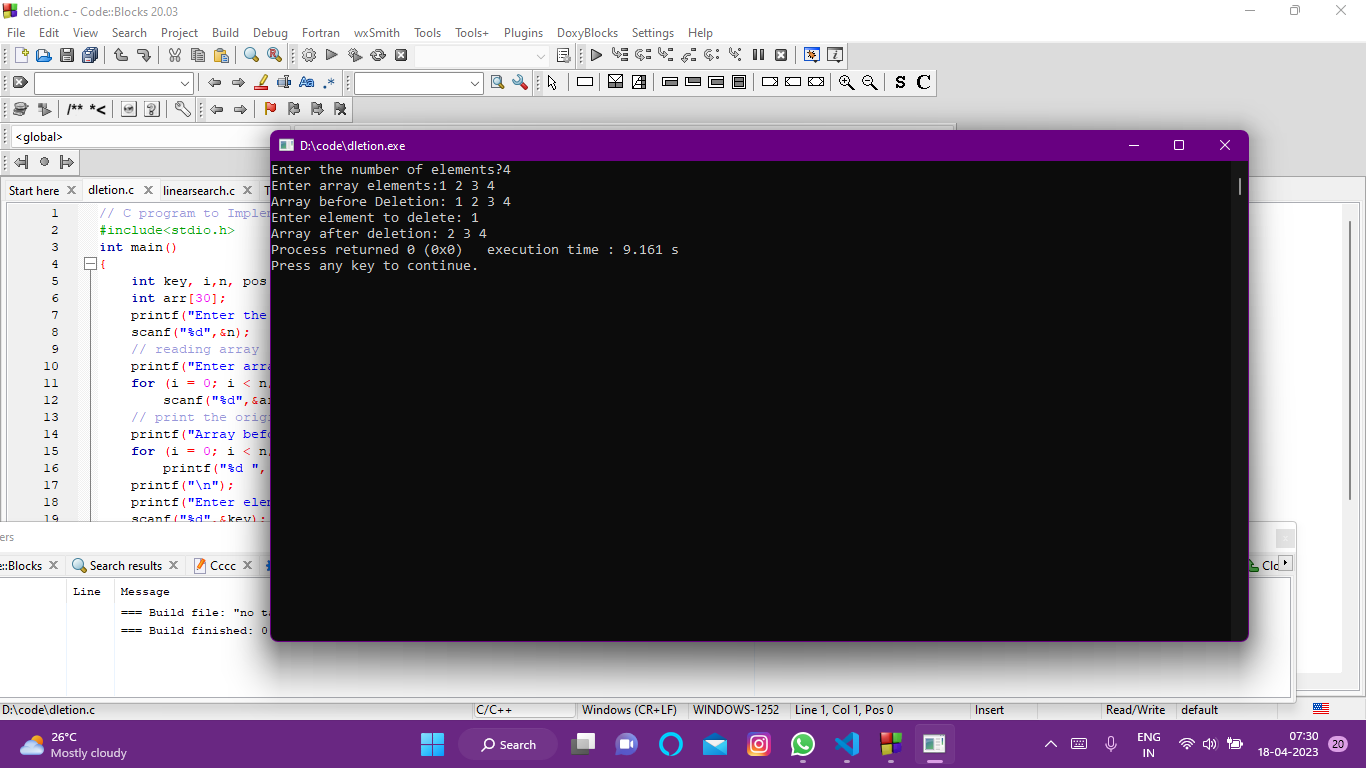 dletion.c - Code::Blocks 20.03
File Edit View Search Project Build Debug Fortran wxSmith Tools Tools+ Plugins DoxyBlocks Settings Help
/** *<
<global>
D:\code\dletion.exe
Enter the number of elements?4
Enter array elements:1 2 3 4
Array before Deletion: 1 2 3 4
Enter element to delete: 1
Array after deletion: 2 3 4
Process returned 0 (0x0)   execution time : 9.161 s
Press any key to continue.
Start here dletion.c linearsearch.c T
1 // C program to Implem
2 #include<stdio.h>
3 int main()
4 {
5 int key, i,n, pos
6 int arr[30];
7 printf("Enter the
8 scanf("%d",&n);
9 // reading array
10 printf("Enter arra
11 for (i = 0; i < n;
12 scanf("%d",&ar
13 // print the orig
14 printf("Array befo
15 for (i = 0; i < n;
16 printf("%d ",
17 printf("\n");
18 printf("Enter elem
19 scanf("%d",&key);
ers
::Blocks Search results Cccc Clo
Line Message
=== Build file: "no ta
=== Build finished: 0
D:\code\dletion.c C/C++ Windows (CR+LF) WINDOWS-1252 Line 1, Col 1, Pos 0 Insert Read/Write default
26°C
Mostly cloudy
Search
ENG
IN
07:30
18-04-2023
20